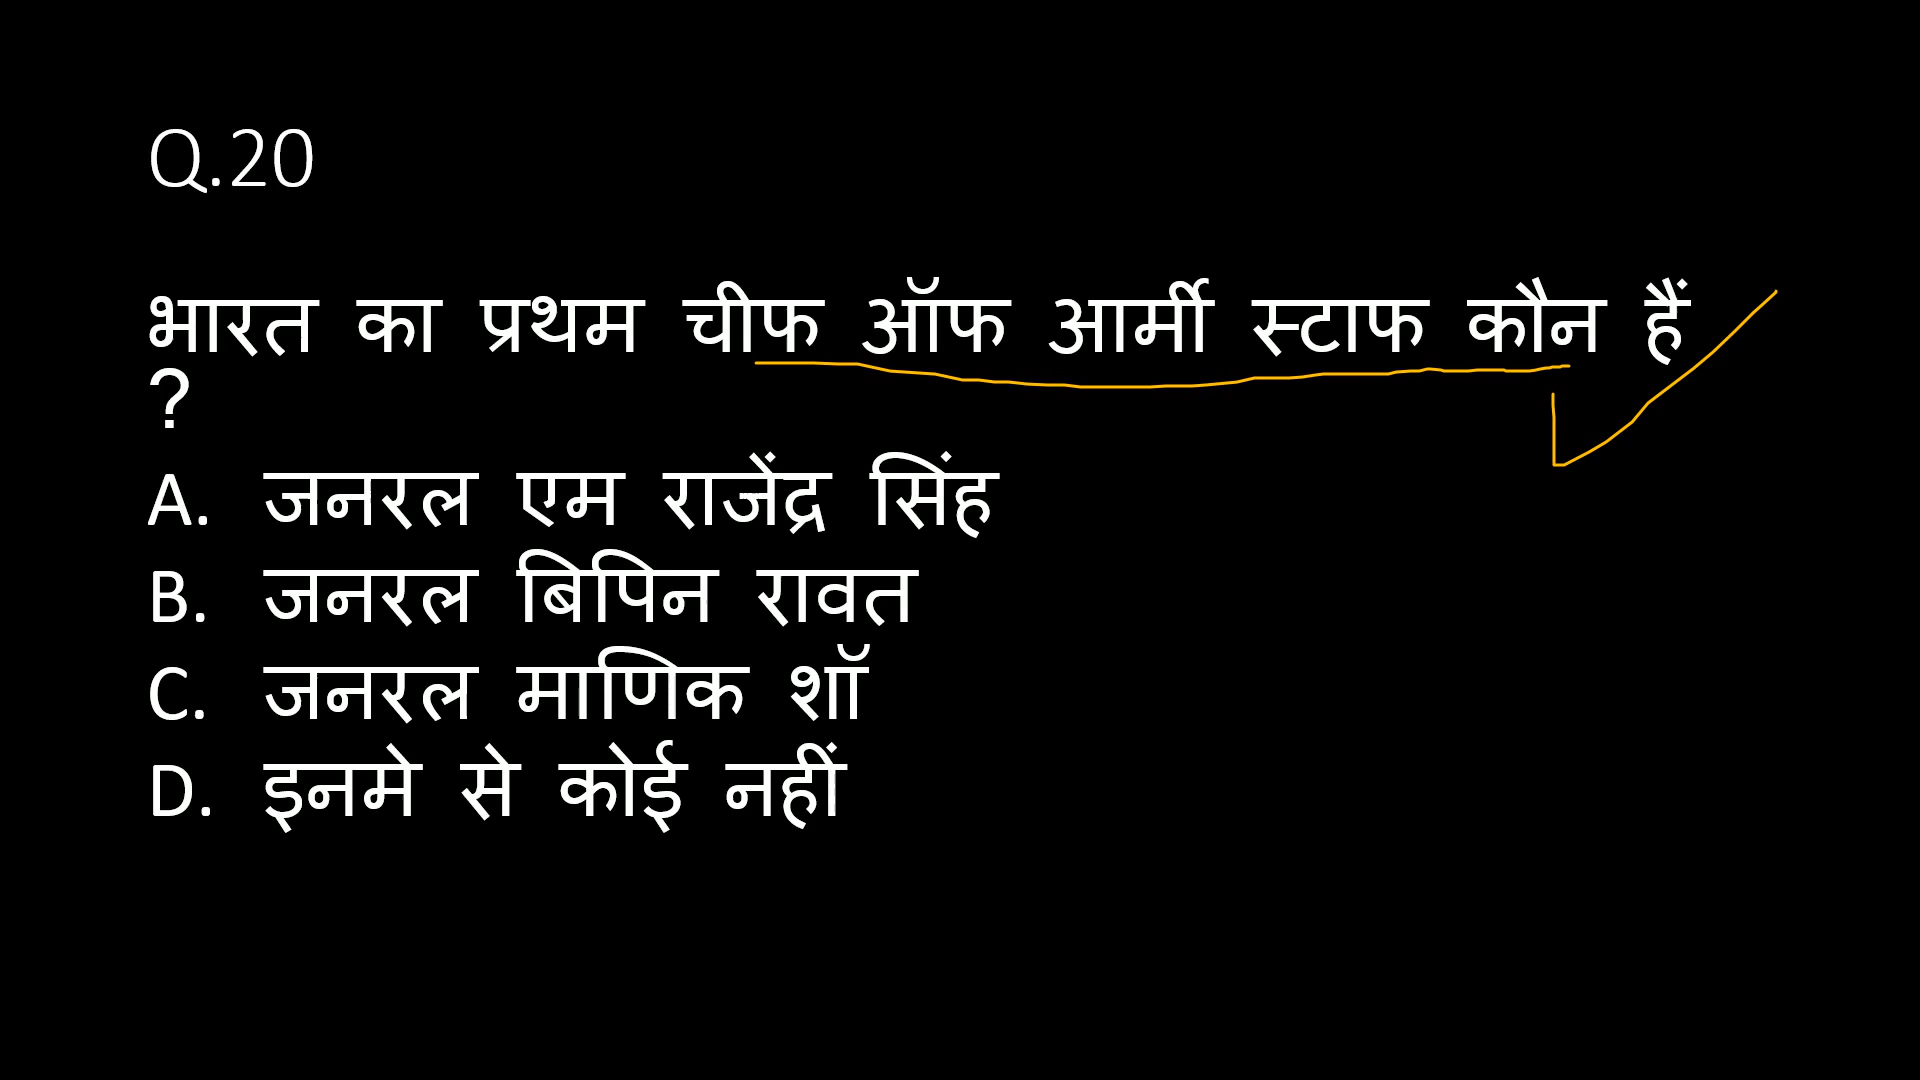 Q.20
भारत का प्रथम चीफ ऑफ आर्मी स्टाफ कौन हैं
?
A. जनरल एम राजेंद्र सिंह
B. जनरल बिपिन रावत
C. जनरल माणिक शॉ
D. इनमे से कोई नहीं